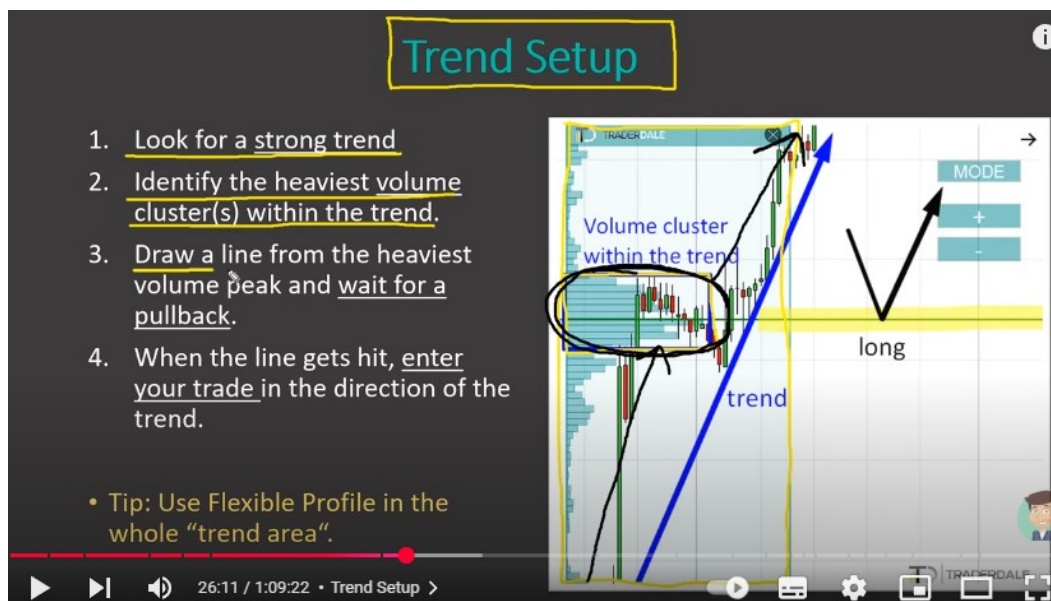 Trend Setup
1. Look for a strong trend
2. Identify the heaviest volume
cluster(s) within the trend.
3. Draw a line from the heaviest
volume peak and wait for a
pullback.
4. When the line gets hit, enter
your trade in the direction of the
trend.
• Tip: Use Flexible Profile in the
whole “trend area“.
TD TRADERDALE
MODE
+
-
Volume cluster
within the trend
long
trend
26:11 / 1:09:22 • Trend Setup >
TD TRADERDALE